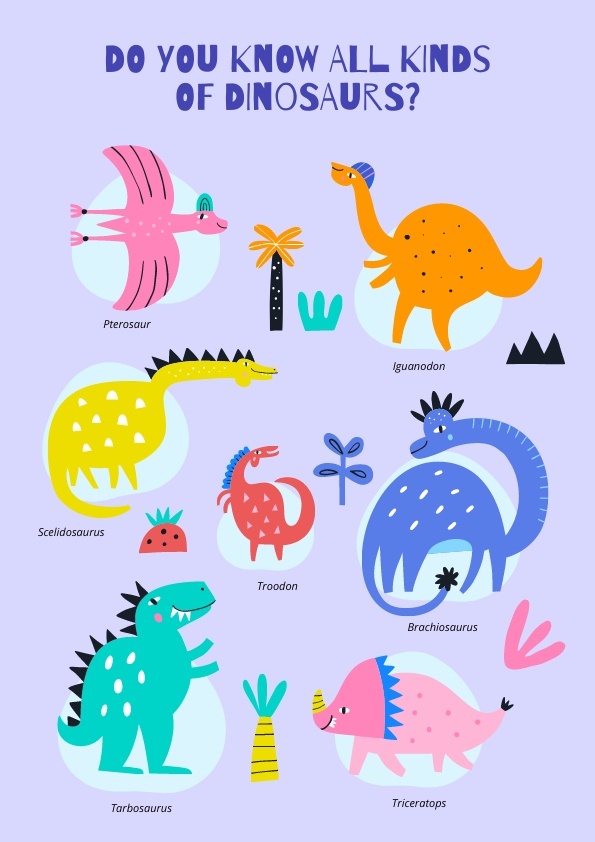 DO YOU KNOW ALL KINDS
OF DINOSAURS?
Pterosaur
Iguanodon
Scelidosaurus
Troodon
Brachiosaurus
Tarbosaurus
Triceratops